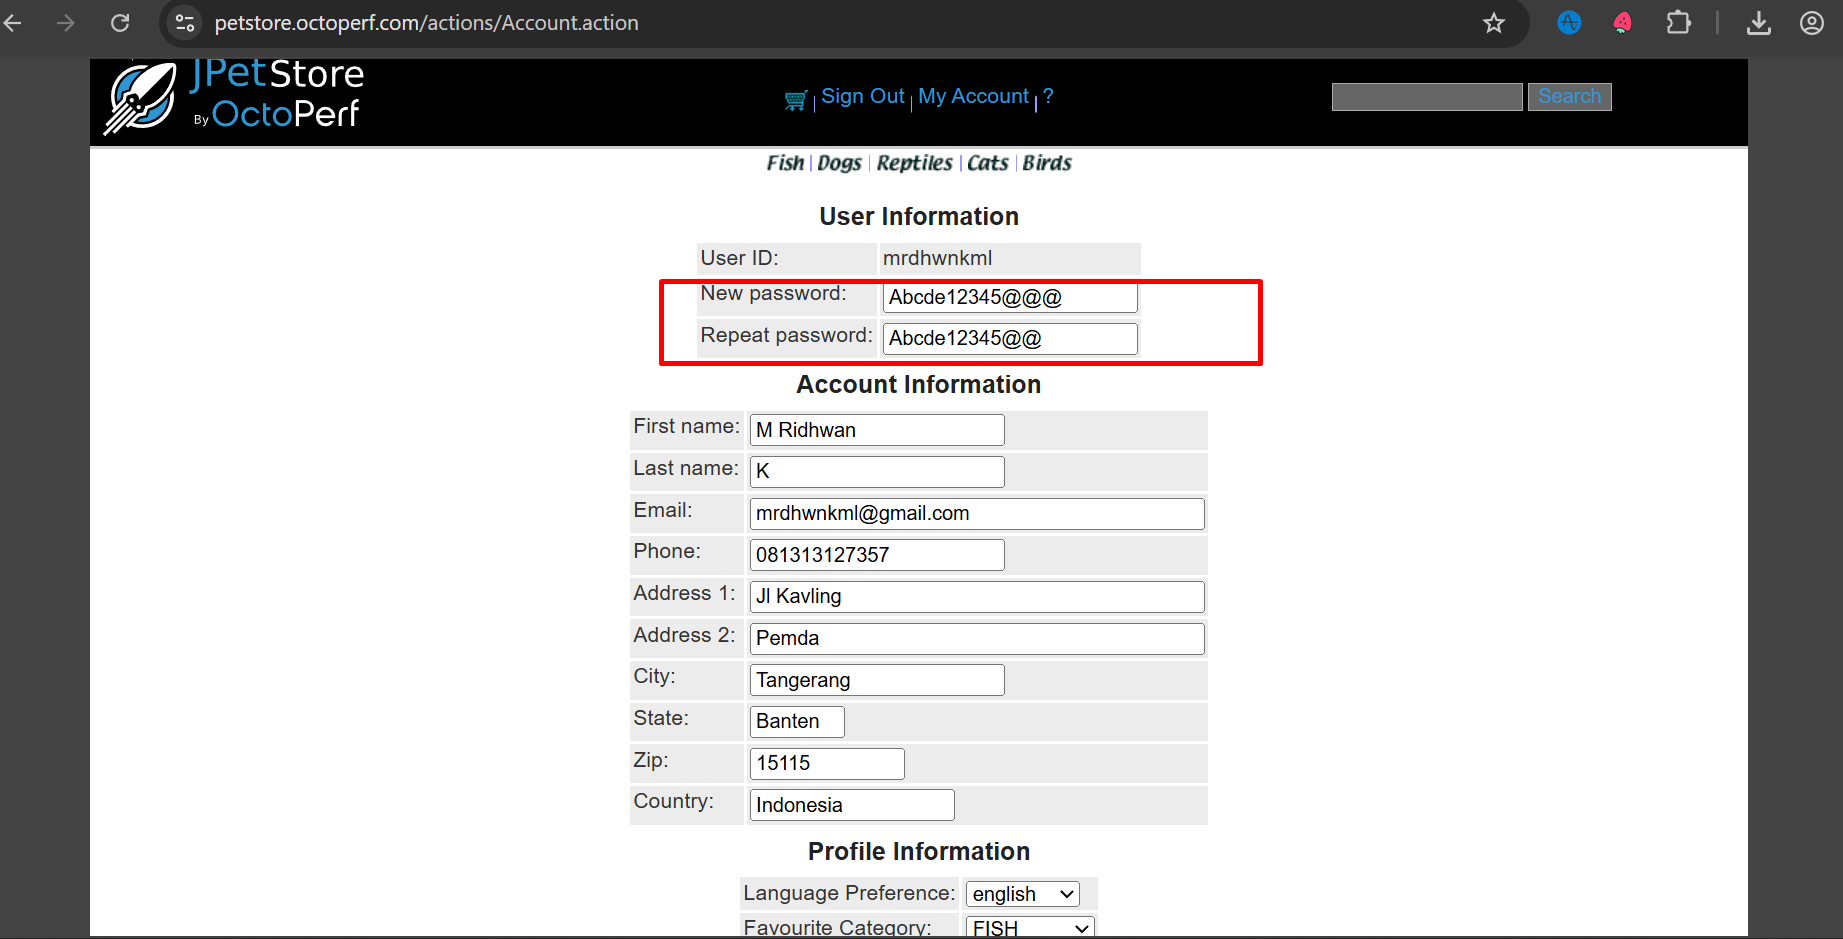 petstore.octoperf.com/actions/Account.action
JPetStore
By OctoPerf
Sign Out | My Account | ?
Search
Fish | Dogs | Reptiles | Cats | Birds
User Information
User ID: mrdhwnkml
New password: Abcde12345@@@
Repeat password: Abcde12345@@
Account Information
First name: M Ridhwan
Last name: K
Email: mrdhwnkml@gmail.com
Phone: 081313127357
Address 1: Jl Kavling
Address 2: Pemda
City: Tangerang
State: Banten
Zip: 15115
Country: Indonesia
Profile Information
Language Preference: english
Favourite Category: FISH